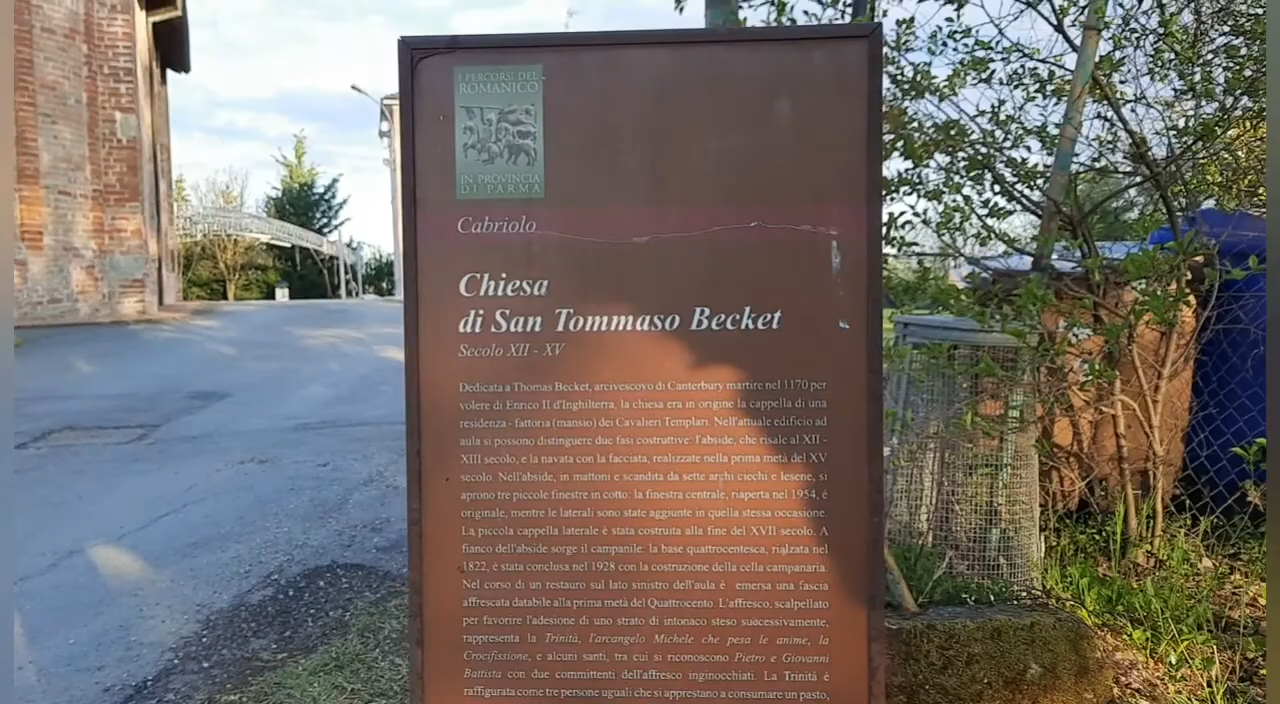 I PERCORSI DEL
ROMANICO
IN PROVINCIA
DI PARMA
Cabriolo
Chiesa
di San Tommaso Becket
Secolo XII - XV
Dedicata a Thomas Becket, arcivescovo di Canterbury martire nel 1170 per
volere di Enrico II d'Inghilterra, la chiesa era in origine la cappella di una
residenza - fattoria (mansio) dei Cavalieri Templari. Nell'attuale edificio ad
aula si possono distinguere due fasi costruttive: l'abside, che risale al XII -
XIII secolo, e la navata con la facciata, realizzate nella prima metà del XV
secolo. Nell'abside, in mattoni e scandita da sette archi ciechi e lesene, si
aprono tre piccole finestre in cotto: la finestra centrale, riaperta nel 1954, è
originale, mentre le laterali sono state aggiunte in quella stessa occasione.
La piccola cappella laterale è stata costruita alla fine del XVII secolo. A
fianco dell'abside sorge il campanile: la base quattrocentesca, rialzata nel
1822, è stata conclusa nel 1928 con la costruzione della cella campanaria.
Nel corso di un restauro sul lato sinistro dell'aula è emersa una fascia
affrescata databile alla prima metà del Quattrocento. L'affresco, scalpellato
per favorire l'adesione di uno strato di intonaco steso successivamente,
rappresenta la Trinità, l'arcangelo Michele che pesa le anime, la
Crocifissione, e alcuni santi, tra cui si riconoscono Pietro e Giovanni
Battista con due committenti dell'affresco inginocchiati. La Trinità è
raffigurata come tre persone uguali che si apprestano a consumare un pasto,